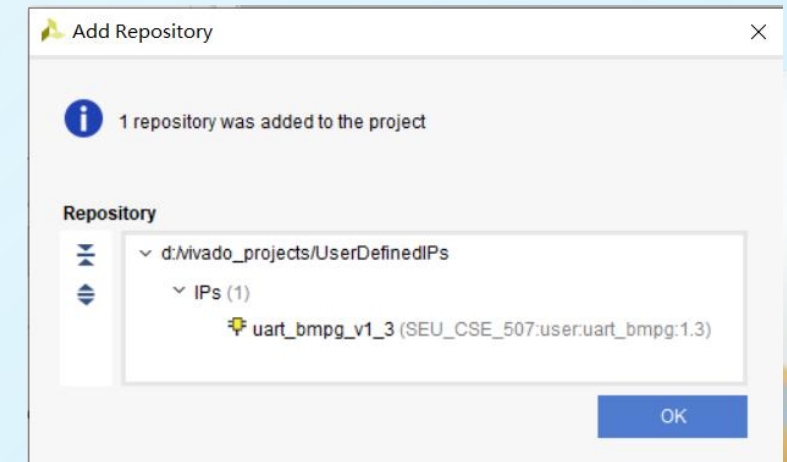 Add Repository
1 repository was added to the project
Repository
d:/vivado_projects/UserDefinedIPs
IPs (1)
uart_bmpg_v1_3 (SEU_CSE_507:user:uart_bmpg:1.3)
OK